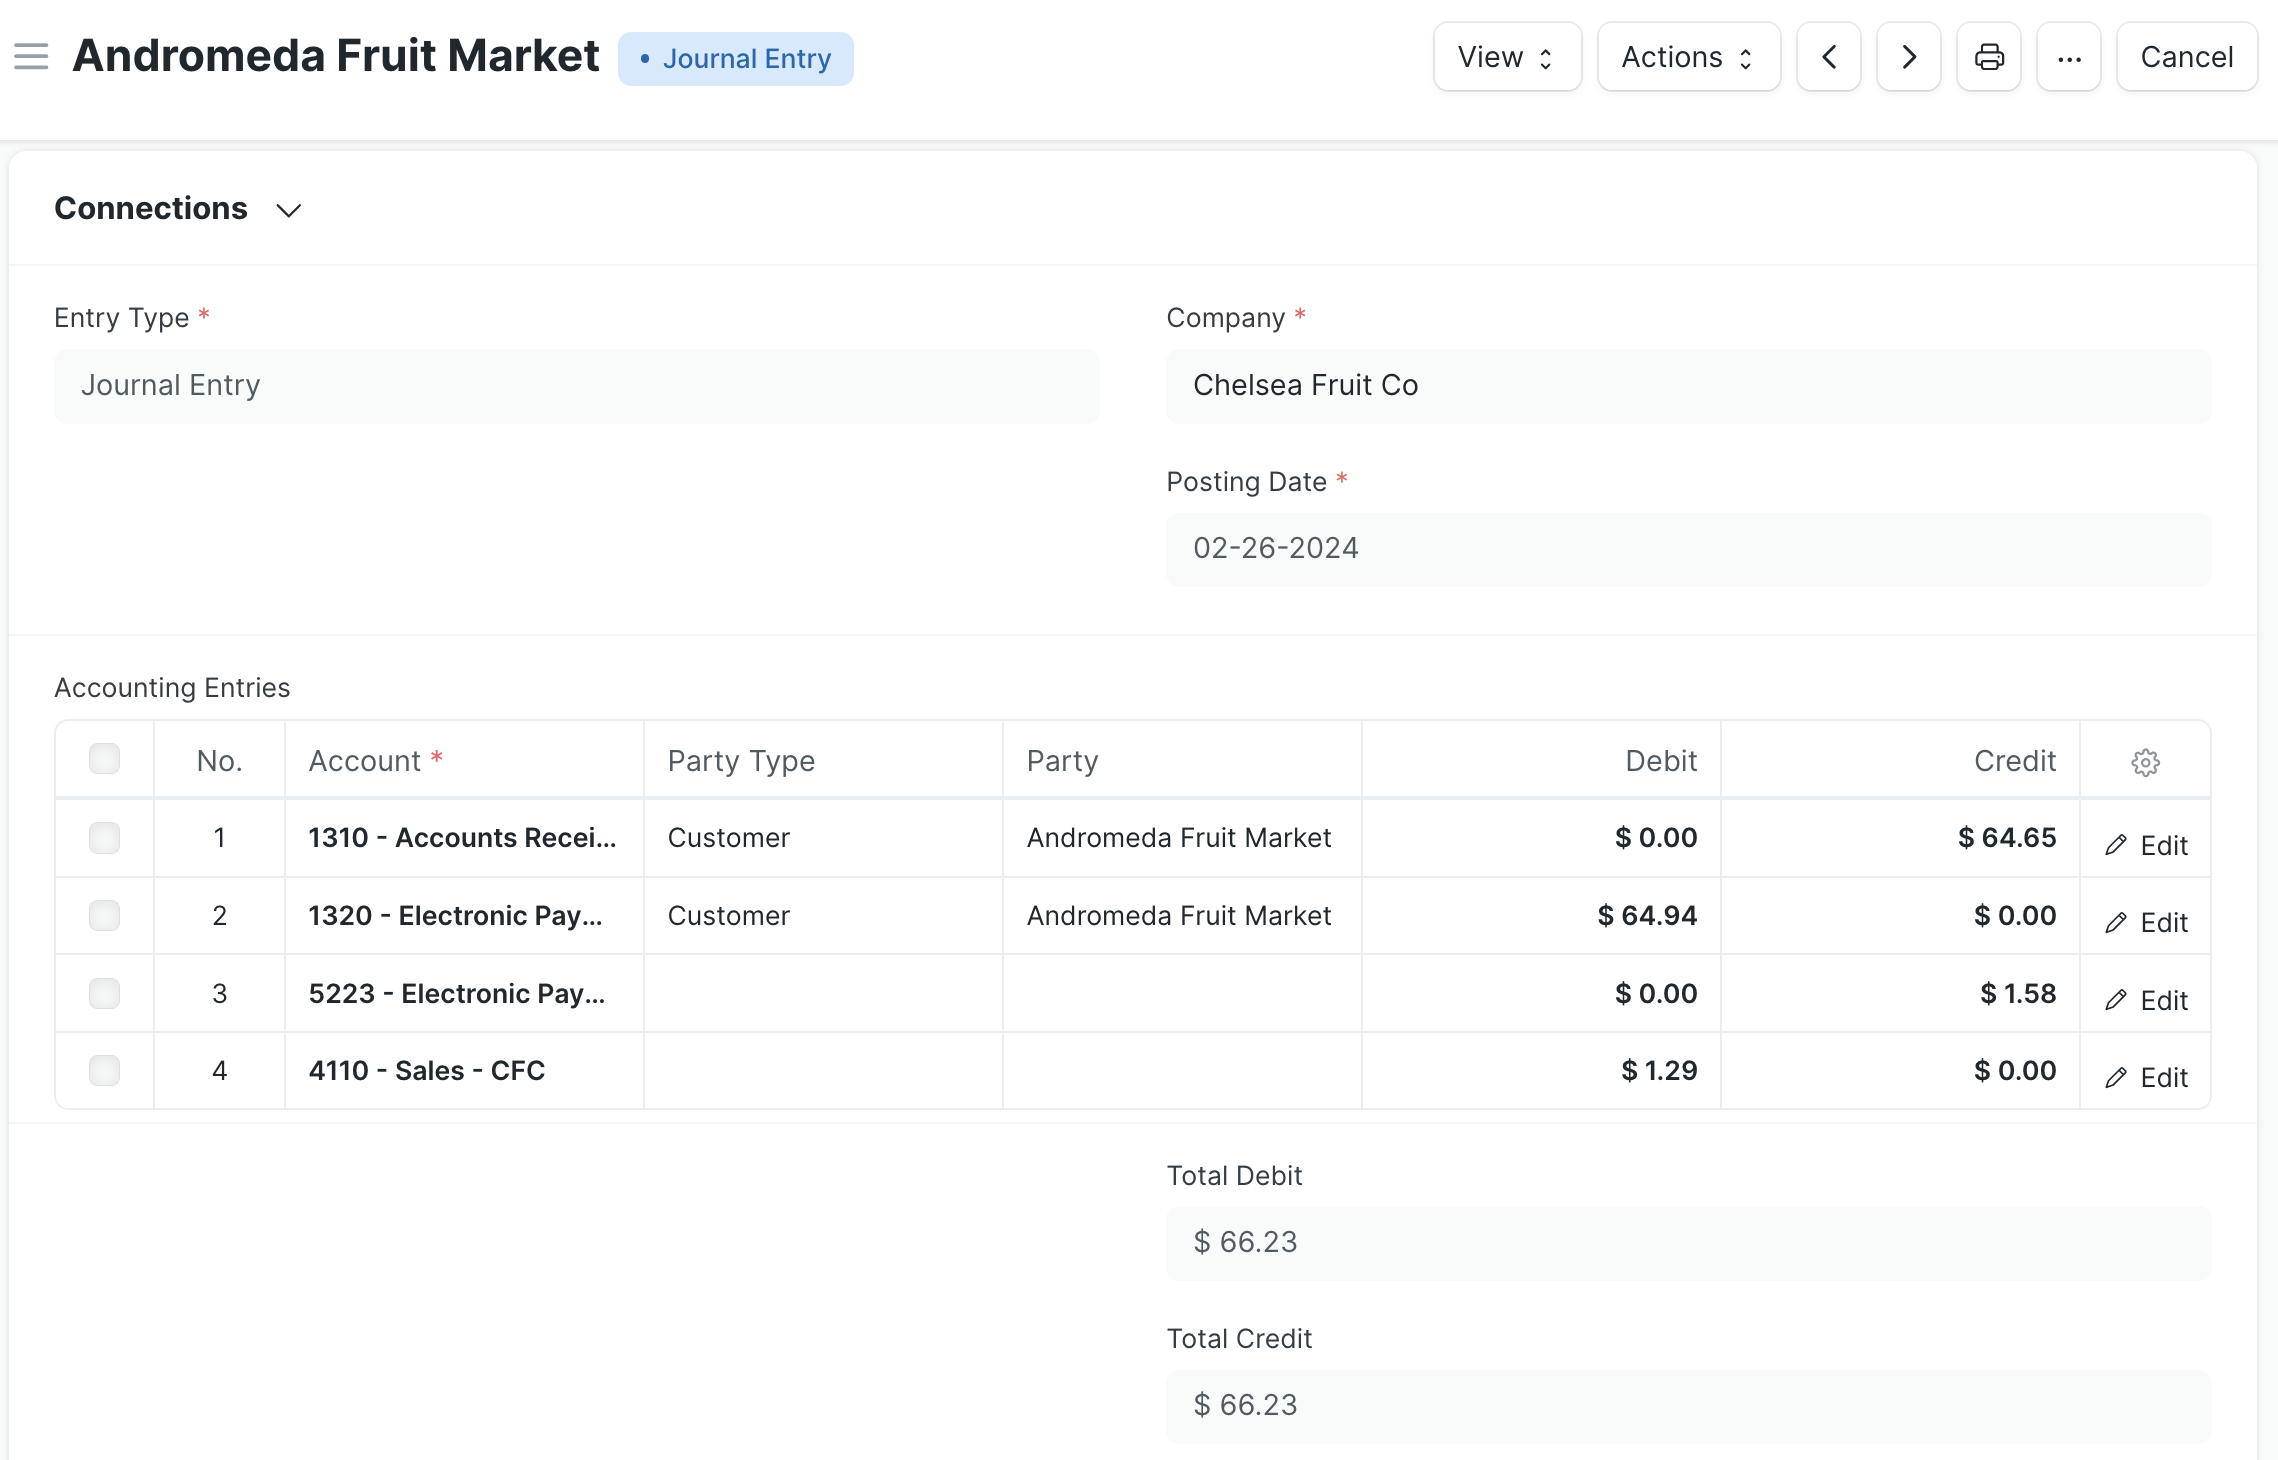 Andromeda Fruit Market • Journal Entry View Actions ... Cancel
Connections
Entry Type * Company *
Journal Entry Chelsea Fruit Co
Posting Date *
02-26-2024
Accounting Entries
No. Account * Party Type Party Debit Credit
1 1310 - Accounts Recei... Customer Andromeda Fruit Market $ 0.00 $ 64.65 Edit
2 1320 - Electronic Pay... Customer Andromeda Fruit Market $ 64.94 $ 0.00 Edit
3 5223 - Electronic Pay... $ 0.00 $ 1.58 Edit
4 4110 - Sales - CFC $ 1.29 $ 0.00 Edit
Total Debit
$ 66.23
Total Credit
$ 66.23